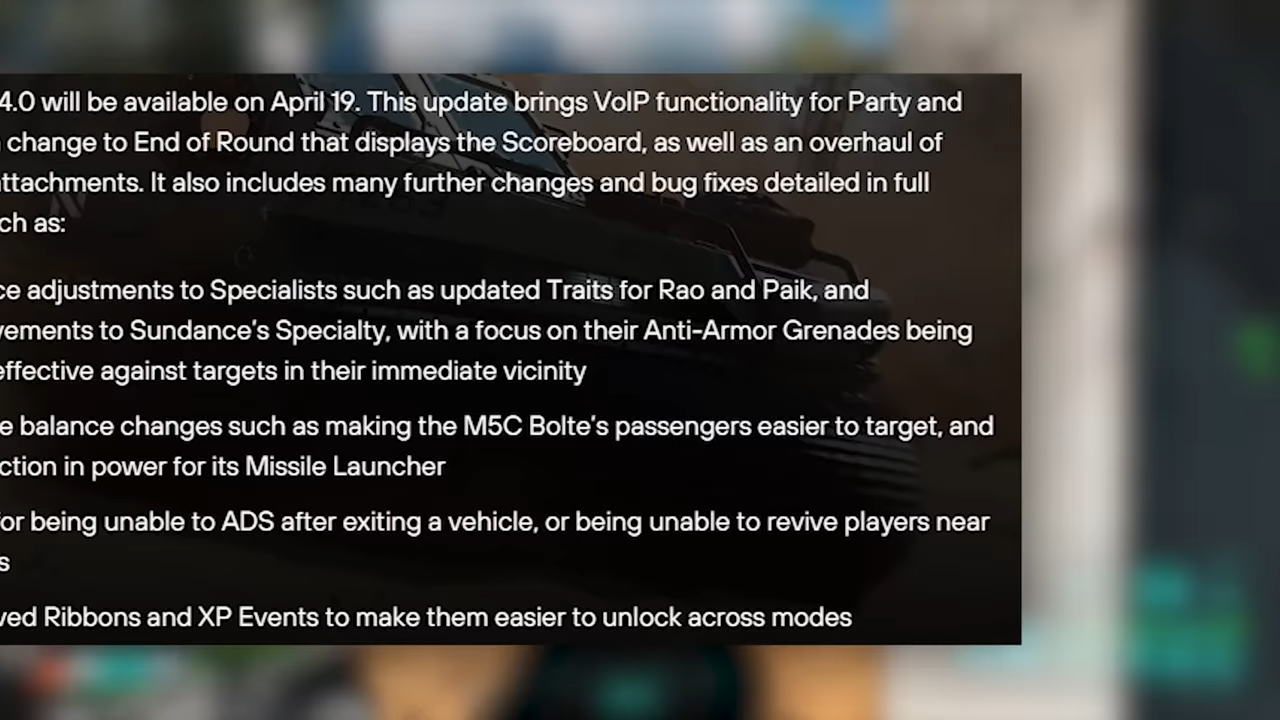 4.0 will be available on April 19. This update brings VoIP functionality for Party and
change to End of Round that displays the Scoreboard, as well as an overhaul of
ttachments. It also includes many further changes and bug fixes detailed in full
ch as:
ce adjustments to Specialists such as updated Traits for Rao and Paik, and
vements to Sundance's Specialty, with a focus on their Anti-Armor Grenades being
effective against targets in their immediate vicinity
e balance changes such as making the M5C Bolte's passengers easier to target, and
ction in power for its Missile Launcher
for being unable to ADS after exiting a vehicle, or being unable to revive players near
s
ved Ribbons and XP Events to make them easier to unlock across modes